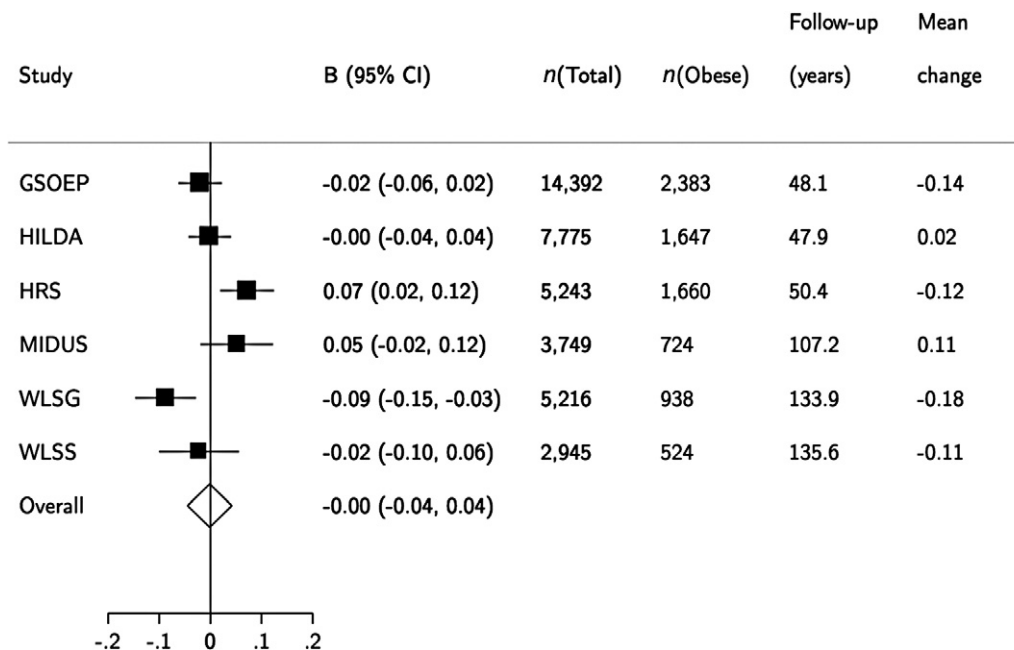 Follow-up Mean
Study B (95% CI) n(Total) n(Obese) (years) change
GSOEP -0.02 (-0.06, 0.02) 14,392 2,383 48.1 -0.14
HILDA -0.00 (-0.04, 0.04) 7,775 1,647 47.9 0.02
HRS 0.07 (0.02, 0.12) 5,243 1,660 50.4 -0.12
MIDUS 0.05 (-0.02, 0.12) 3,749 724 107.2 0.11
WLSG -0.09 (-0.15, -0.03) 5,216 938 133.9 -0.18
WLSS -0.02 (-0.10, 0.06) 2,945 524 135.6 -0.11
Overall -0.00 (-0.04, 0.04)
-.2 -.1 0 .1 .2